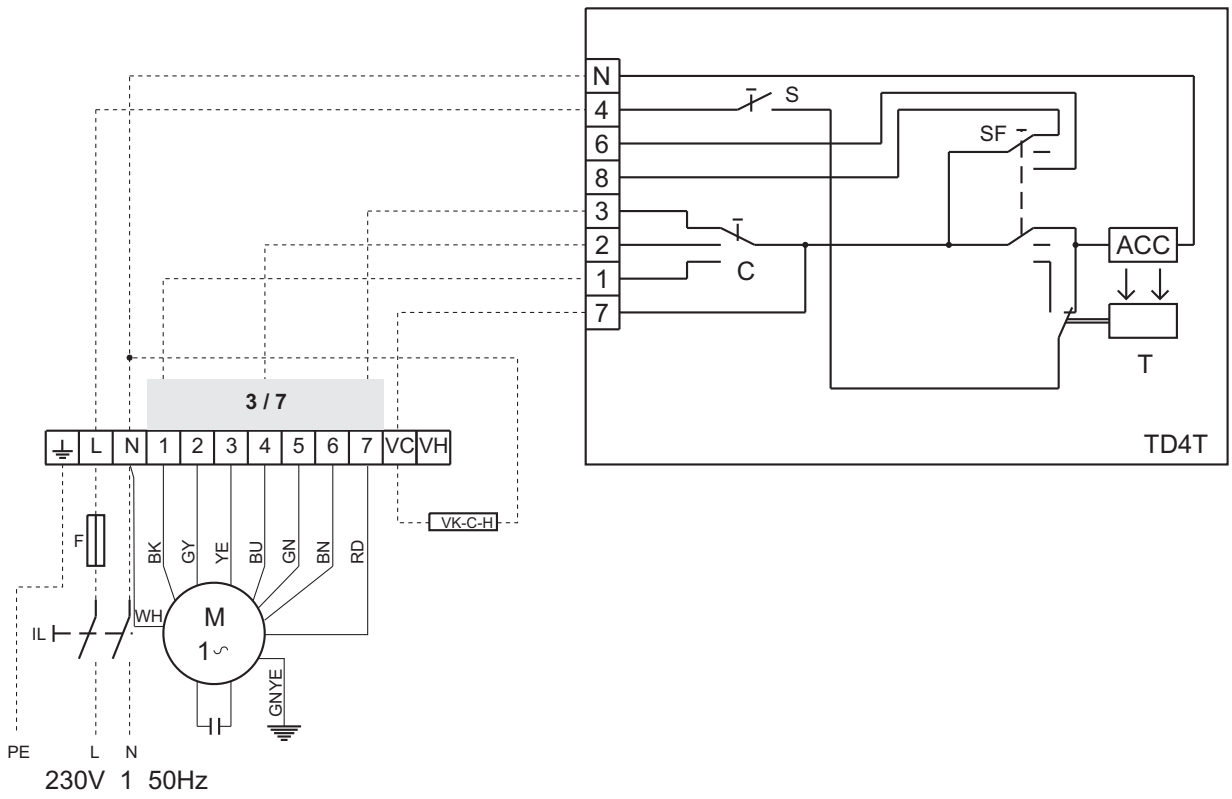 N
4
6
8
3
2
1
7
S
SF
C
ACC
T
TD4T
3 / 7
L N 1 2 3 4 5 6 7 VC VH
F
BK GY YE BU GN BN RD
VK-C-H
WH
M
1
IL
GNYE
PE L N
230V 1 50Hz